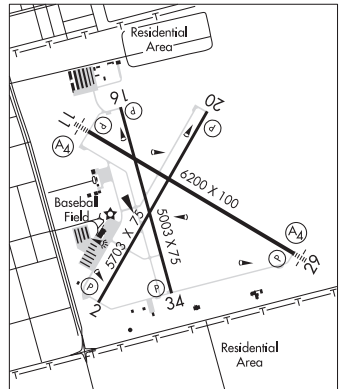 Residential
Area
16
20
P
P
P
11
A4
6200 X 100
Baseball
Field
5703 X 75
5003 X 75
A4
P
29
P
P
2
34
Residential
Area